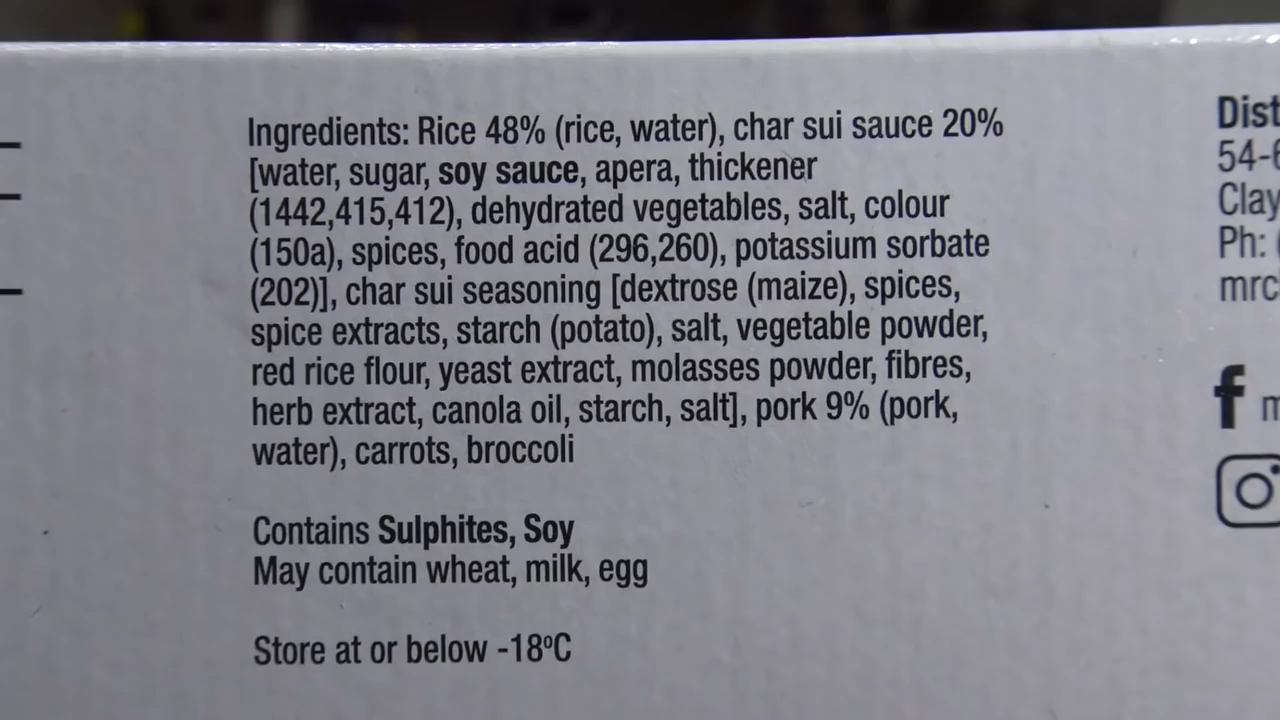 Ingredients: Rice 48% (rice, water), char sui sauce 20%
[water, sugar, soy sauce, apera, thickener
(1442,415,412), dehydrated vegetables, salt, colour
(150a), spices, food acid (296,260), potassium sorbate
(202)], char sui seasoning [dextrose (maize), spices,
spice extracts, starch (potato), salt, vegetable powder,
red rice flour, yeast extract, molasses powder, fibres,
herb extract, canola oil, starch, salt], pork 9% (pork,
water), carrots, broccoli
Contains Sulphites, Soy
May contain wheat, milk, egg
Store at or below -18ºC
Dist
54-6
Clay
Ph: (
mrc
f